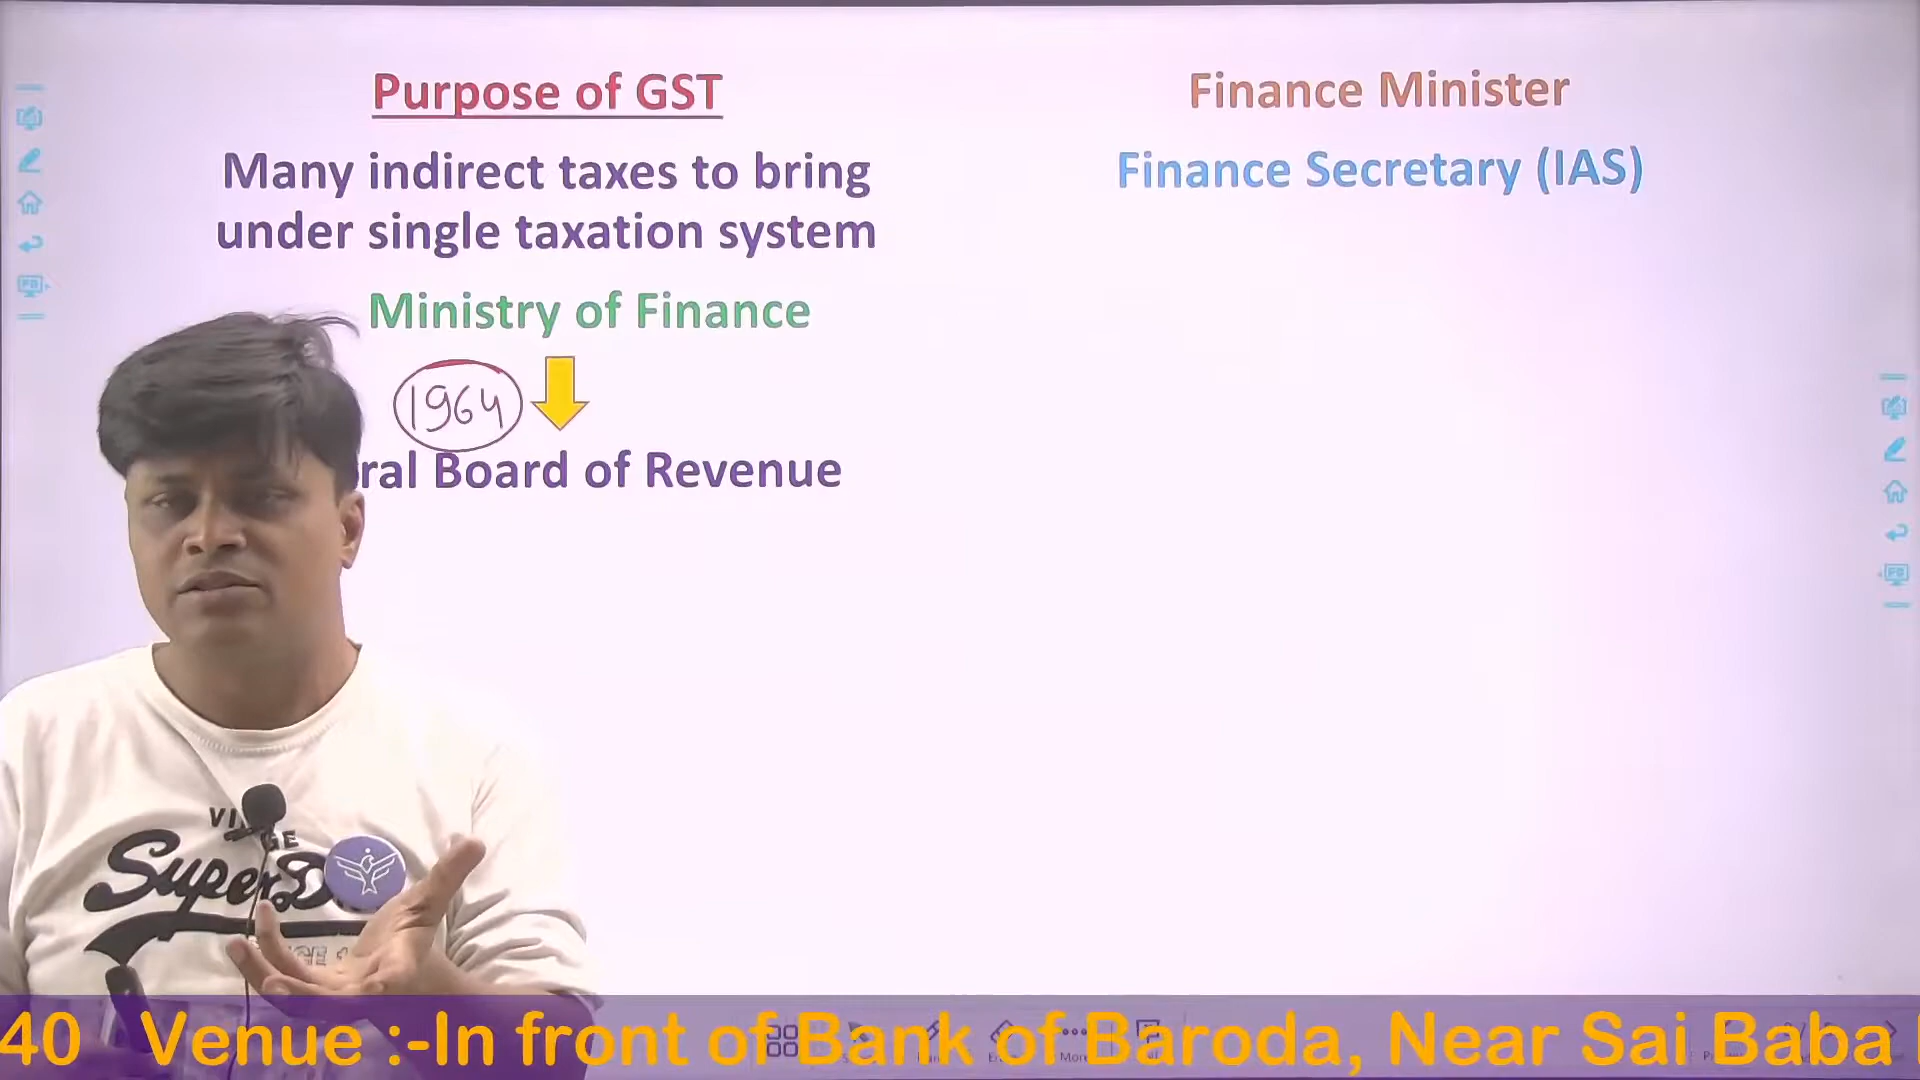 Purpose of GST
Many indirect taxes to bring
under single taxation system
Ministry of Finance
1964
ral Board of Revenue
Finance Minister
Finance Secretary (IAS)
40 Venue :-In front of Bank of Baroda, Near Sai Baba